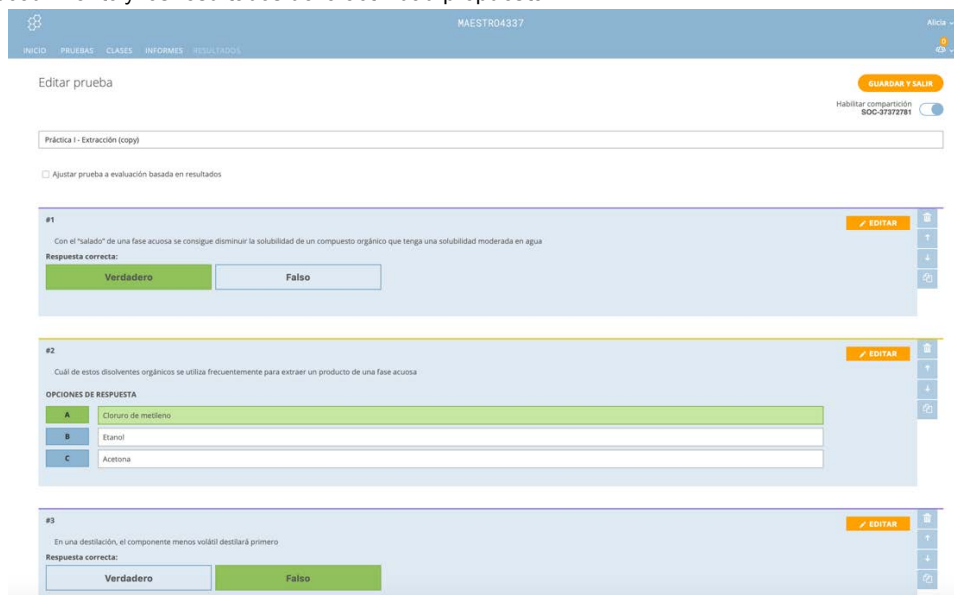 MAESTRO4337
Alicia
INICIO PRUEBAS CLASES INFORMES RESULTADOS
0
Editar prueba
GUARDAR Y SALIR
Habilitar compartición
SOC-37372781
Práctica I - Extracción (copy)
Ajustar prueba a evaluación basada en resultados
#1
EDITAR
Con el "salado" de una fase acuosa se consigue disminuir la solubilidad de un compuesto orgánico que tenga una solubilidad moderada en agua
Respuesta correcta:
Verdadero Falso
#2
EDITAR
Cuál de estos disolventes orgánicos se utiliza frecuentemente para extraer un producto de una fase acuosa
OPCIONES DE RESPUESTA
A Cloruro de metileno
B Etanol
C Acetona
#3
EDITAR
En una destilación, el componente menos volátil destilará primero
Respuesta correcta:
Verdadero Falso